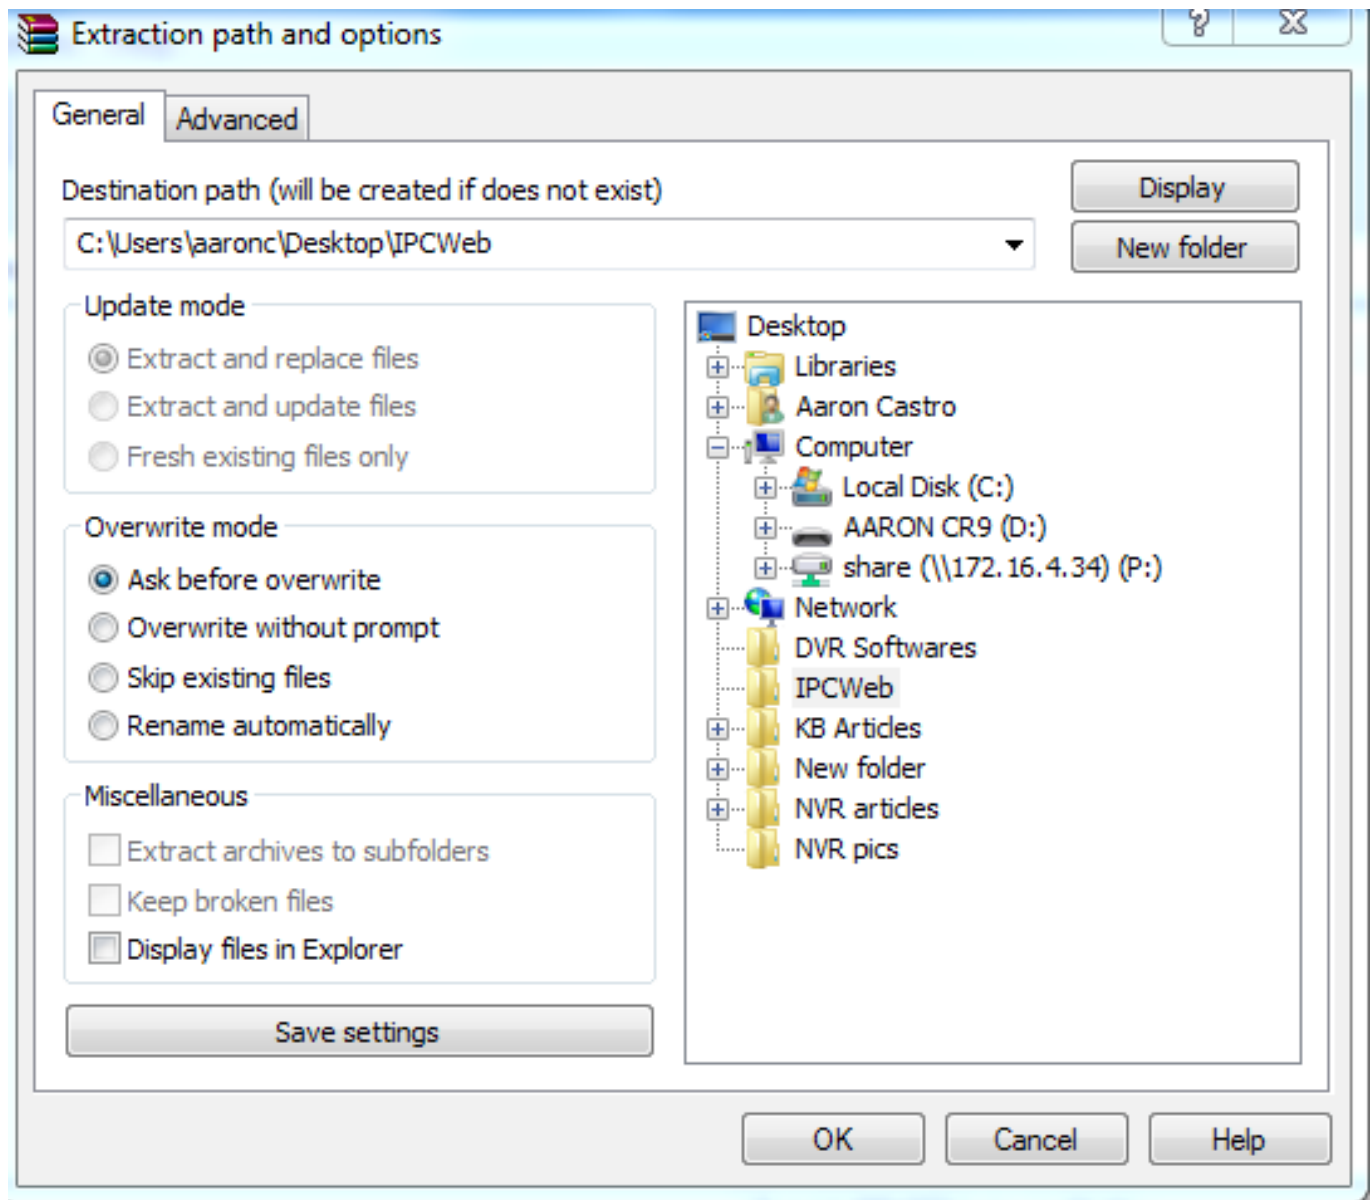 Extraction path and options
General
Advanced
Destination path (will be created if does not exist)
Display
C:\Users\aaronc\Desktop\IPCWeb
New folder
Update mode
Extract and replace files
Extract and update files
Fresh existing files only
Overwrite mode
Ask before overwrite
Overwrite without prompt
Skip existing files
Rename automatically
Miscellaneous
Extract archives to subfolders
Keep broken files
Display files in Explorer
Save settings
Desktop
Libraries
Aaron Castro
Computer
Local Disk (C:)
AARON CR9 (D:)
share (\\172.16.4.34) (P:)
Network
DVR Softwares
IPCWeb
KB Articles
New folder
NVR articles
NVR pics
OK
Cancel
Help